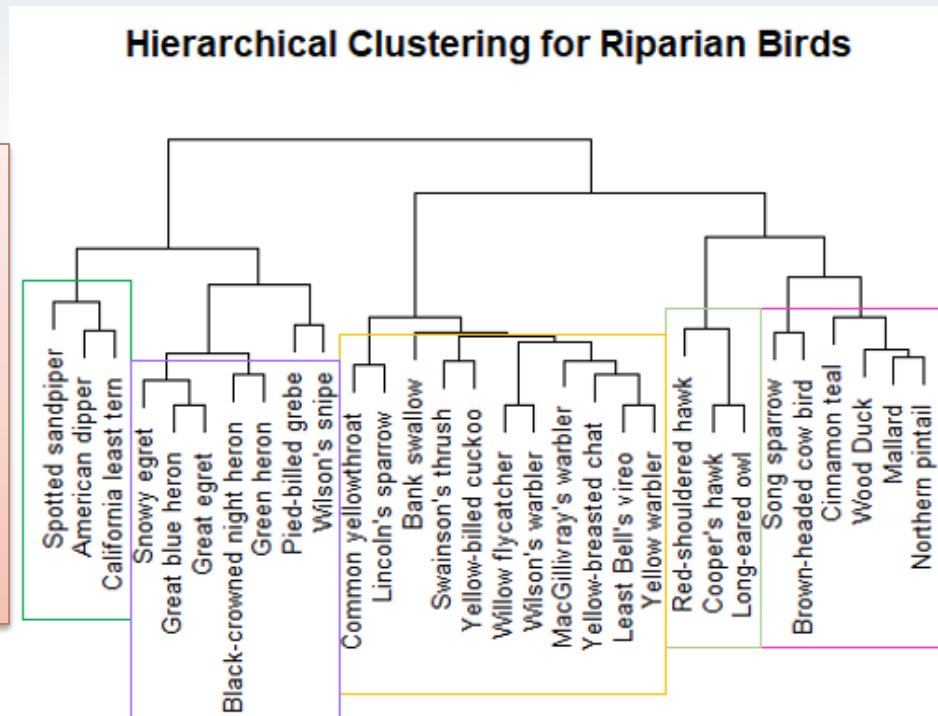 Hierarchical Clustering for Riparian Birds
Spotted sandpiper
American dipper
California least tern
Snowy egret
Great blue heron
Great egret
Black-crowned night heron
Green heron
Pied-billed grebe
Wilson's snipe
Common yellowthroat
Lincoln's sparrow
Bank swallow
Swainson's thrush
Yellow-billed cuckoo
Willow flycatcher
Wilson's warbler
MacGillivray's warbler
Yellow-breasted chat
Least Bell's vireo
Yellow warbler
Red-shouldered hawk
Cooper's hawk
Long-eared owl
Song sparrow
Brown-headed cow bird
Cinnamon teal
Wood Duck
Mallard
Northern pintail